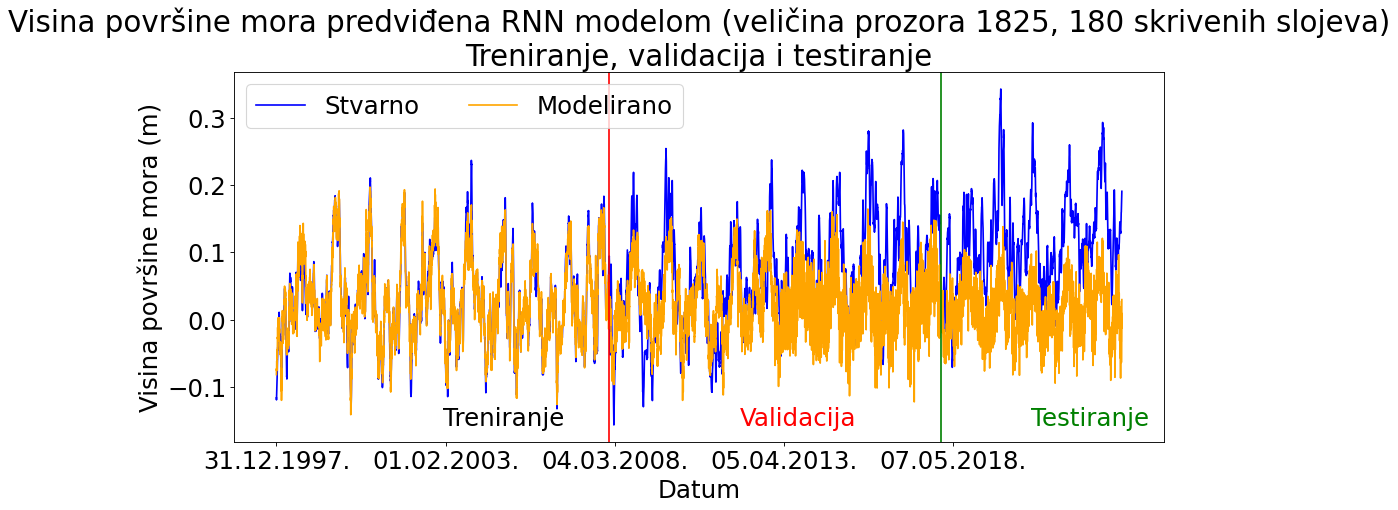 Visina površine mora predviđena RNN modelom (veličina prozora 1825, 180 skrivenih slojeva)
Treniranje, validacija i testiranje
Stvarno
Modelirano
Visina površine mora (m)
0.3
0.2
0.1
0.0
−0.1
Treniranje
Validacija
Testiranje
31.12.1997.
01.02.2003.
04.03.2008.
05.04.2013.
07.05.2018.
Datum